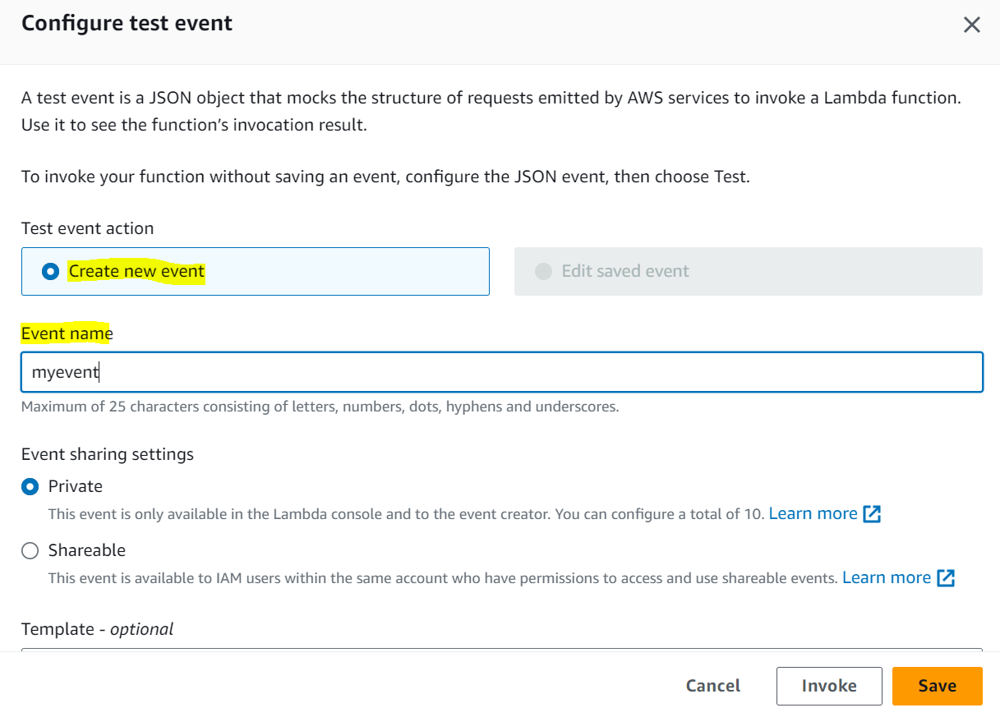 Configure test event
A test event is a JSON object that mocks the structure of requests emitted by AWS services to invoke a Lambda function.
Use it to see the function’s invocation result.
To invoke your function without saving an event, configure the JSON event, then choose Test.
Test event action
Create new event
Edit saved event
Event name
myevent
Maximum of 25 characters consisting of letters, numbers, dots, hyphens and underscores.
Event sharing settings
Private
This event is only available in the Lambda console and to the event creator. You can configure a total of 10. Learn more
Shareable
This event is available to IAM users within the same account who have permissions to access and use shareable events. Learn more
Template - optional
Cancel
Invoke
Save